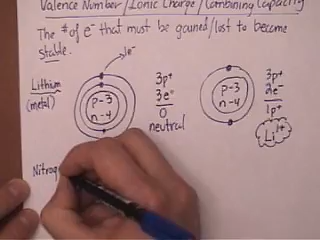 Valence Number / Ionic Charge / Combining Capacity
The # of e⁻ that must be gained/lost to become
stable.
1e⁻
Lithium
(metal)
p-3
n-4
3p⁺
3e⁻
0
neutral
p-3
n-4
3p⁺
2e⁻
1p⁺
Li¹⁺
Nitrog